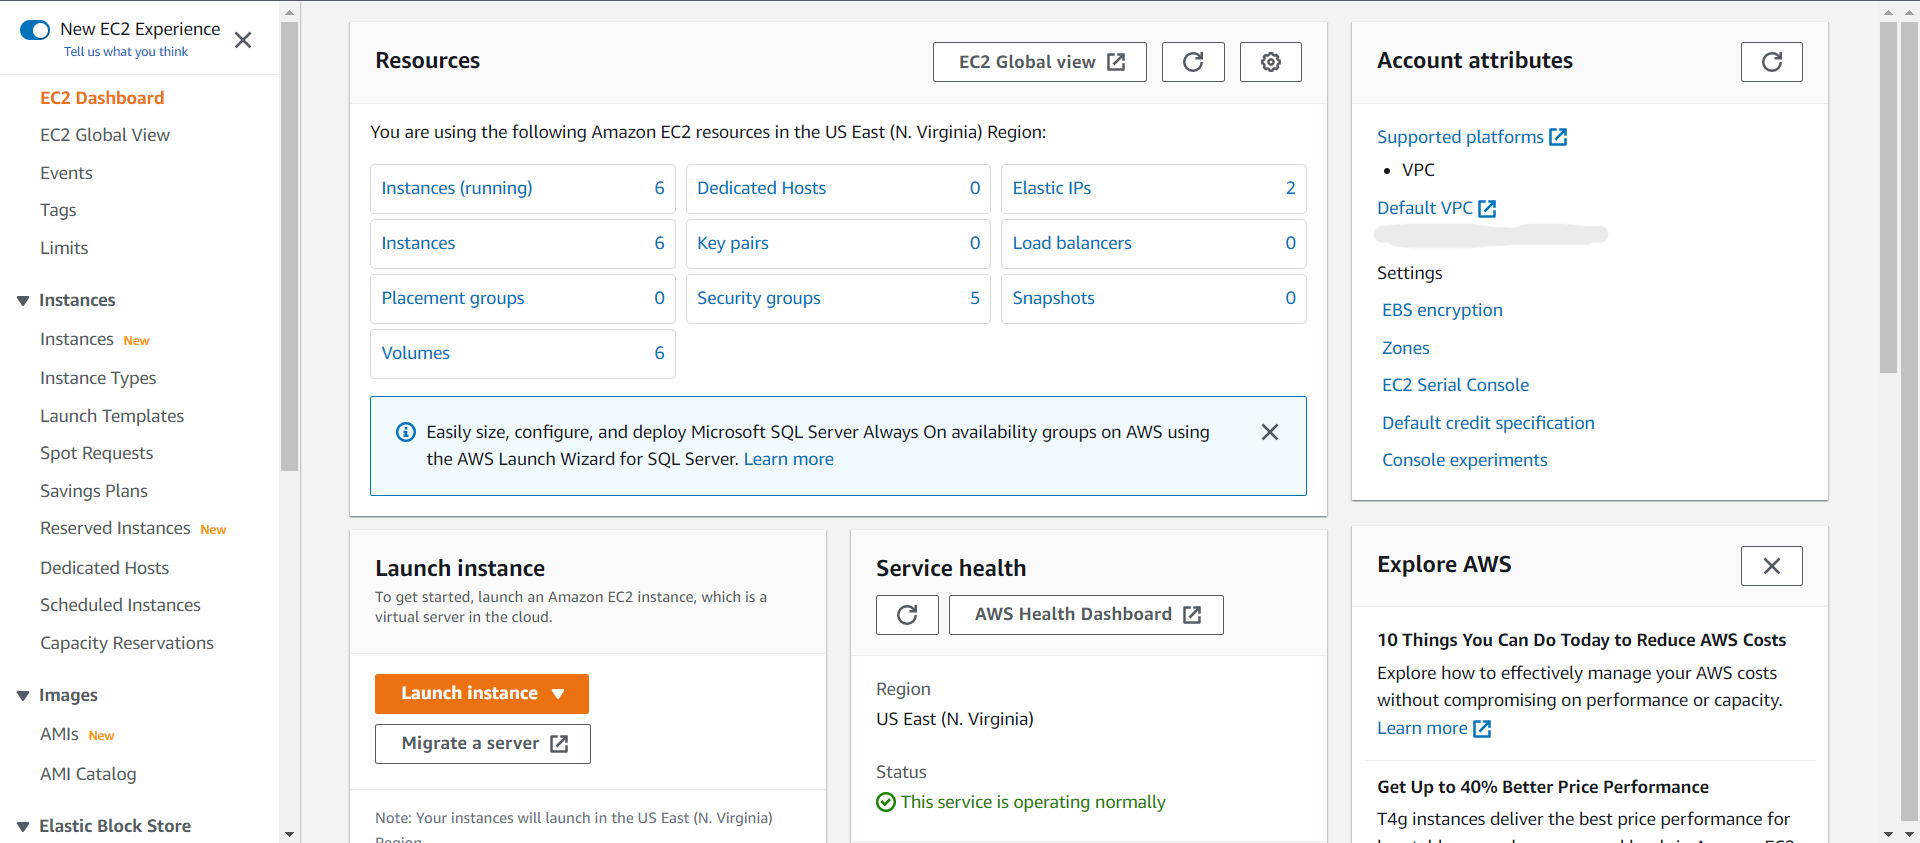 New EC2 Experience
Tell us what you think
EC2 Dashboard
EC2 Global View
Events
Tags
Limits
Instances
Instances New
Instance Types
Launch Templates
Spot Requests
Savings Plans
Reserved Instances New
Dedicated Hosts
Scheduled Instances
Capacity Reservations
Images
AMIs New
AMI Catalog
Elastic Block Store
Resources
EC2 Global view
You are using the following Amazon EC2 resources in the US East (N. Virginia) Region:
Instances (running) 6
Dedicated Hosts 0
Elastic IPs 2
Instances 6
Key pairs 0
Load balancers 0
Placement groups 0
Security groups 5
Snapshots 0
Volumes 6
Easily size, configure, and deploy Microsoft SQL Server Always On availability groups on AWS using
the AWS Launch Wizard for SQL Server. Learn more
Launch instance
To get started, launch an Amazon EC2 instance, which is a
virtual server in the cloud.
Launch instance
Migrate a server
Note: Your instances will launch in the US East (N. Virginia)
Region
Service health
AWS Health Dashboard
Region
US East (N. Virginia)
Status
This service is operating normally
Account attributes
Supported platforms
VPC
Default VPC
Settings
EBS encryption
Zones
EC2 Serial Console
Default credit specification
Console experiments
Explore AWS
10 Things You Can Do Today to Reduce AWS Costs
Explore how to effectively manage your AWS costs
without compromising on performance or capacity.
Learn more
Get Up to 40% Better Price Performance
T4g instances deliver the best price performance for